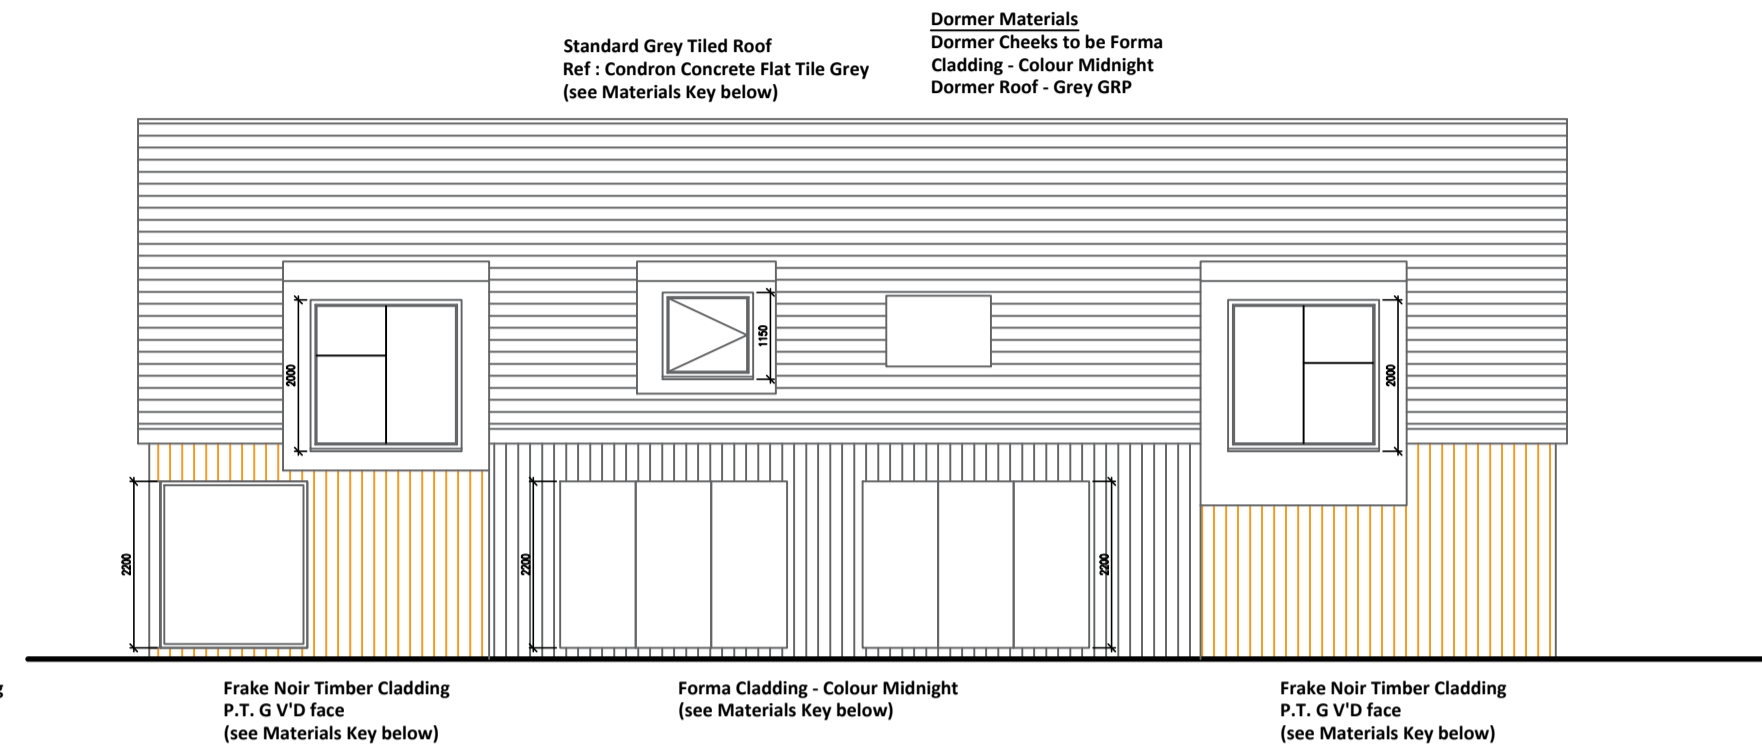 Dormer Materials
Dormer Cheeks to be Forma
Cladding - Colour Midnight
Dormer Roof - Grey GRP
Standard Grey Tiled Roof
Ref : Condron Concrete Flat Tile Grey
(see Materials Key below)
2000
1150
2000
2200
2200
2200
g
Frake Noir Timber Cladding
P.T. G V'D face
(see Materials Key below)
Forma Cladding - Colour Midnight
(see Materials Key below)
Frake Noir Timber Cladding
P.T. G V'D face
(see Materials Key below)